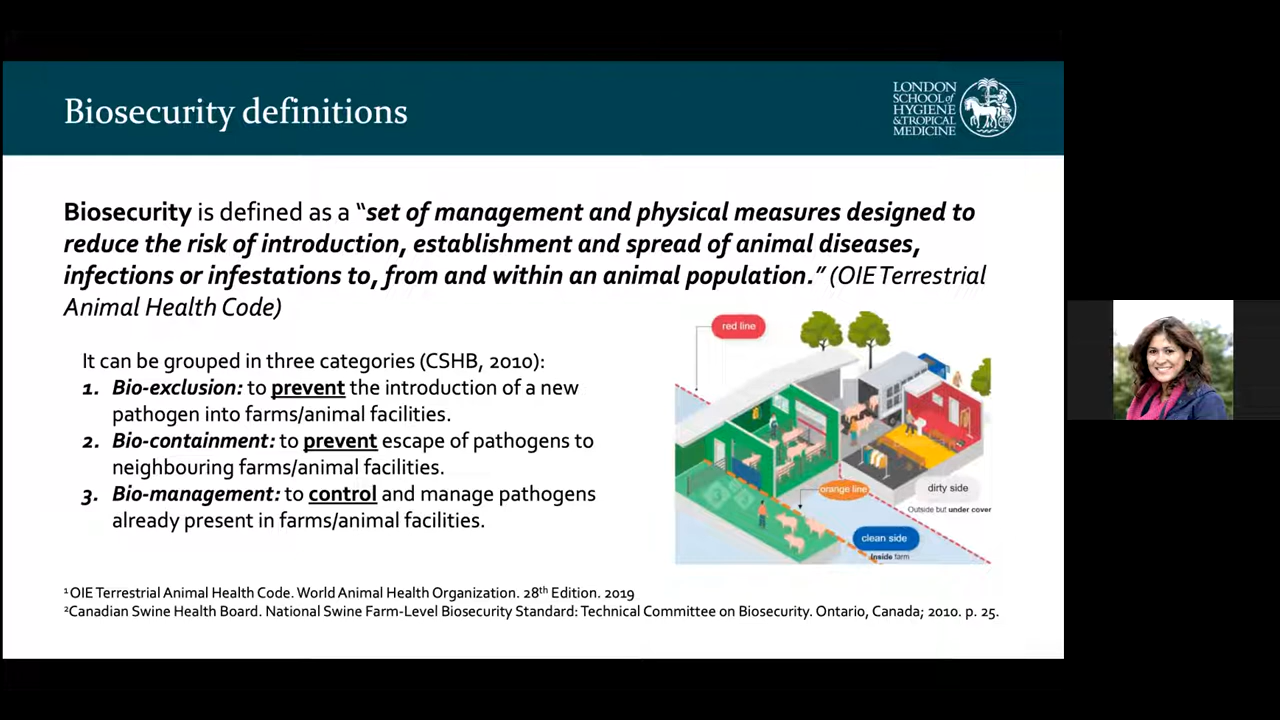 Biosecurity definitions
LONDON
SCHOOL of
HYGIENE
& TROPICAL
MEDICINE
Biosecurity is defined as a “set of management and physical measures designed to
reduce the risk of introduction, establishment and spread of animal diseases,
infections or infestations to, from and within an animal population.” (OIE Terrestrial
Animal Health Code)
It can be grouped in three categories (CSHB, 2010):
1. Bio-exclusion: to prevent the introduction of a new
pathogen into farms/animal facilities.
2. Bio-containment: to prevent escape of pathogens to
neighbouring farms/animal facilities.
3. Bio-management: to control and manage pathogens
already present in farms/animal facilities.
red line
orange line
dirty side
Outside but under cover
clean side
Inside farm
¹OIE Terrestrial Animal Health Code. World Animal Health Organization. 28th Edition. 2019
²Canadian Swine Health Board. National Swine Farm-Level Biosecurity Standard: Technical Committee on Biosecurity. Ontario, Canada; 2010. p. 25.